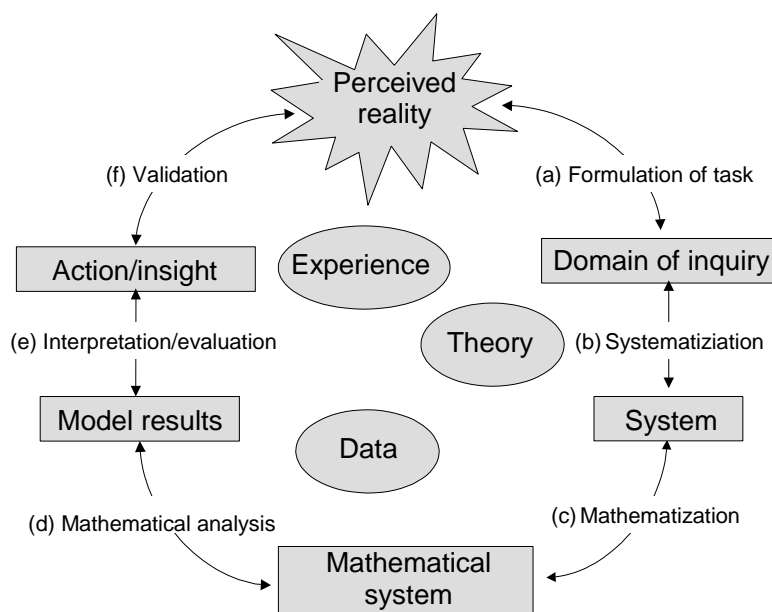 Perceived
reality
(f) Validation
(a) Formulation of task
Experience
Action/insight
Domain of inquiry
Theory
(e) Interpretation/evaluation
(b) Systematiziation
Model results
System
Data
(d) Mathematical analysis
(c) Mathematization
Mathematical
system